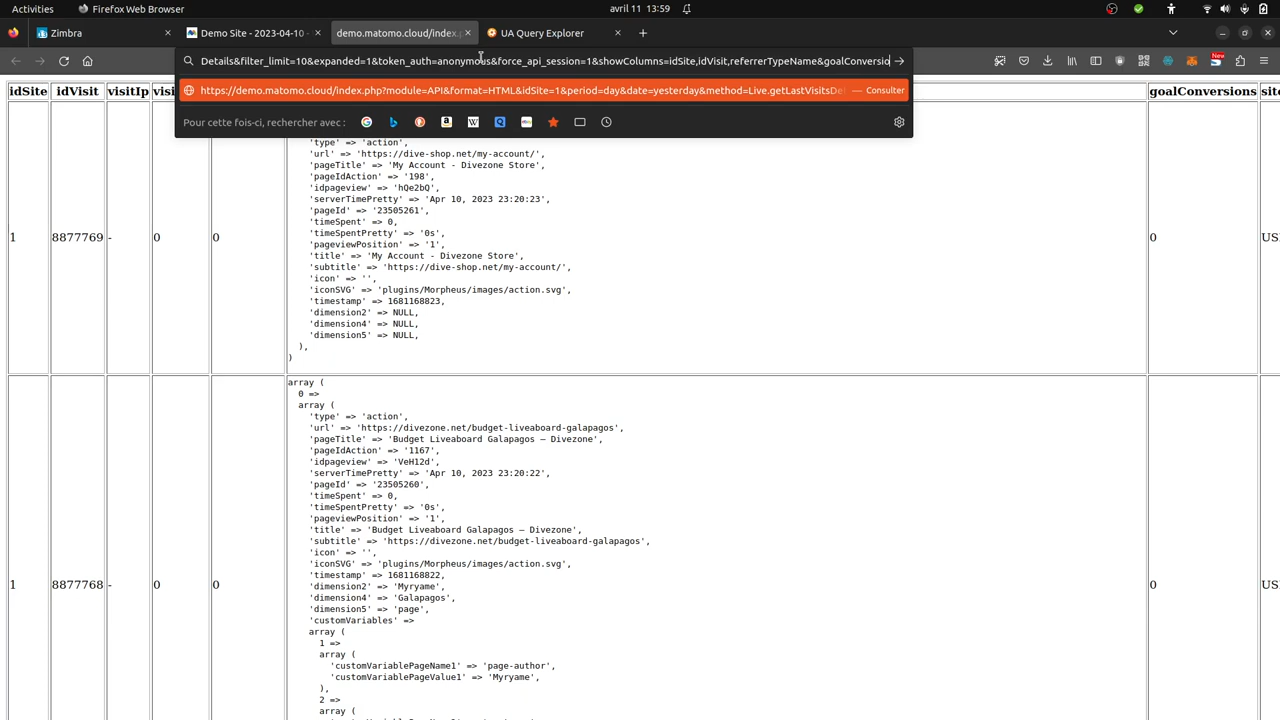 Activities
Firefox Web Browser
avril 11 13:59
Zimbra
Demo Site - 2023-04-10 -
demo.matomo.cloud/index.
UA Query Explorer
Details&filter_limit=10&expanded=1&token_auth=anonymous&force_api_session=1&showColumns=idSite,idVisit,referrerTypeName&goalConversio
New
https://demo.matomo.cloud/index.php?module=API&format=HTML&idSite=1&period=day&date=yesterday&method=Live.getLastVisitsDe — Consulter
Pour cette fois-ci, rechercher avec :
idSite idVisit visitIp visi goalConversions site
'type' => 'action',
'url' => 'https://dive-shop.net/my-account/',
'pageTitle' => 'My Account - Divezone Store',
'pageIdAction' => '198',
'idpageview' => 'hQe2bQ',
'serverTimePretty' => 'Apr 10, 2023 23:20:23',
'pageId' => '23505261',
'timeSpent' => 0,
'timeSpentPretty' => '0s',
'pageviewPosition' => '1',
'title' => 'My Account - Divezone Store',
'subtitle' => 'https://dive-shop.net/my-account/',
'icon' => '',
'iconSVG' => 'plugins/Morpheus/images/action.svg',
'timestamp' => 1681168823,
'dimension2' => NULL,
'dimension4' => NULL,
'dimension5' => NULL,
),
)
1 8877769 - 0 0 0 US
array (
0 =>
array (
'type' => 'action',
'url' => 'https://divezone.net/budget-liveaboard-galapagos',
'pageTitle' => 'Budget Liveaboard Galapagos – Divezone',
'pageIdAction' => '1167',
'idpageview' => 'VeH12d',
'serverTimePretty' => 'Apr 10, 2023 23:20:22',
'pageId' => '23505260',
'timeSpent' => 0,
'timeSpentPretty' => '0s',
'pageviewPosition' => '1',
'title' => 'Budget Liveaboard Galapagos – Divezone',
'subtitle' => 'https://divezone.net/budget-liveaboard-galapagos',
'icon' => '',
'iconSVG' => 'plugins/Morpheus/images/action.svg',
'timestamp' => 1681168822,
'dimension2' => 'Myryame',
'dimension4' => 'Galapagos',
'dimension5' => 'page',
'customVariables' =>
array (
1 =>
array (
'customVariablePageName1' => 'page-author',
'customVariablePageValue1' => 'Myryame',
),
2 =>
array (
1 8877768 - 0 0 0 US